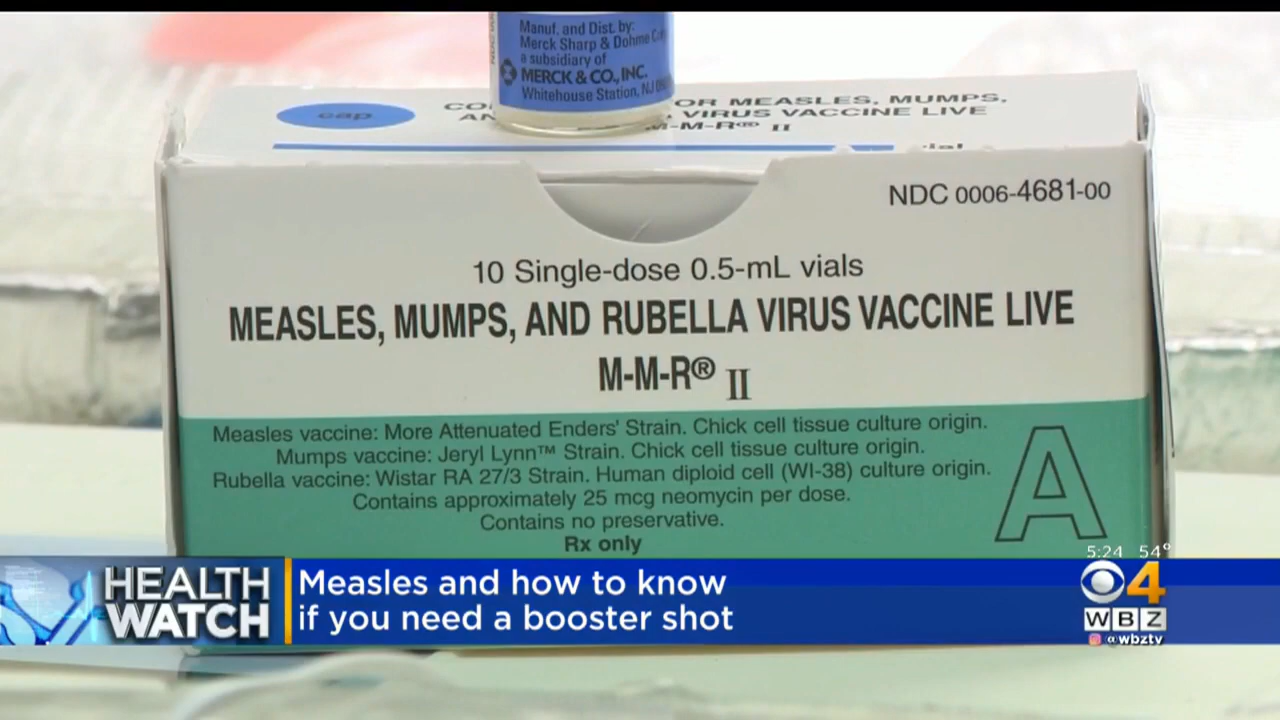 Manuf. and Dist. by:
Merck Sharp & Dohme
a subsidiary of
MERCK & CO., INC.
Whitehouse Station, NJ
cap
OR MEASLES, MUMPS,
VIRUS VACCINE LIVE
M-M-R® II
NDC 0006-4681-00
10 Single-dose 0.5-mL vials
MEASLES, MUMPS, AND RUBELLA VIRUS VACCINE LIVE
M-M-R® II
Measles vaccine: More Attenuated Enders' Strain. Chick cell tissue culture origin.
Mumps vaccine: Jeryl Lynn™ Strain. Chick cell tissue culture origin.
Rubella vaccine: Wistar RA 27/3 Strain. Human diploid cell (WI-38) culture origin.
Contains approximately 25 mcg neomycin per dose.
Contains no preservative.
Rx only
A
5:24 54°
HEALTH
WATCH
Measles and how to know
if you need a booster shot
4
WBZ
@wbztv